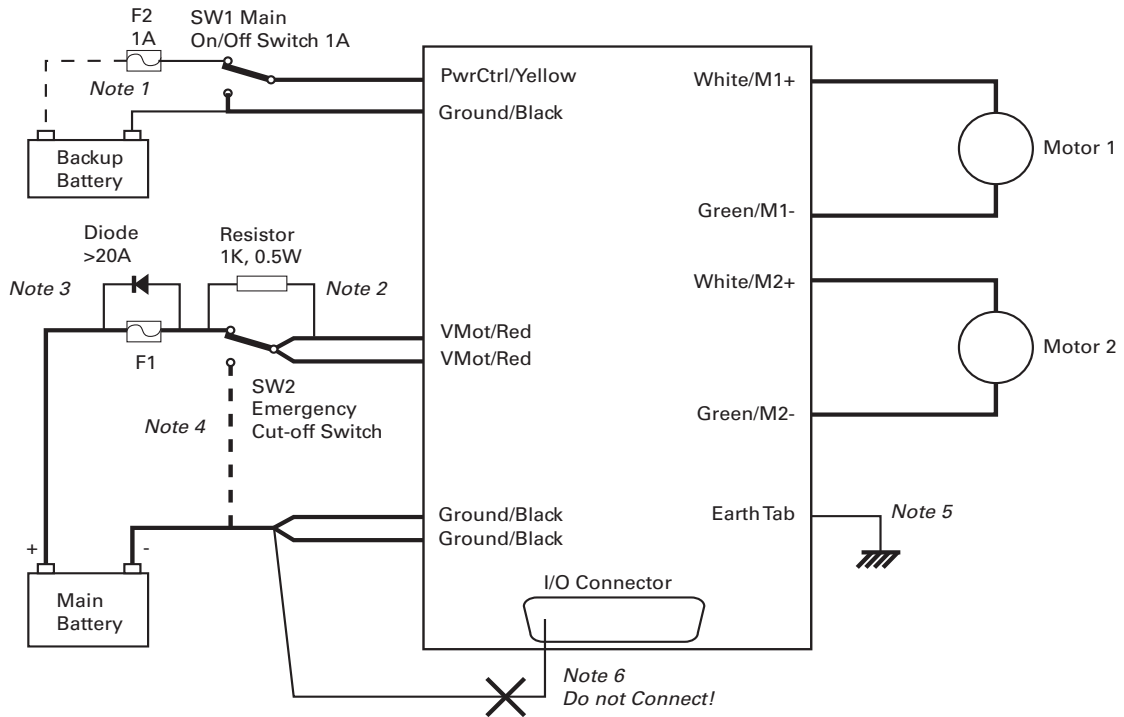 F2
1A
SW1 Main
On/Off Switch 1A
Note 1
Backup
Battery
PwrCtrl/Yellow
Ground/Black
White/M1+
Motor 1
Green/M1-
Diode
>20A
Resistor
1K, 0.5W
Note 3
Note 2
F1
VMot/Red
VMot/Red
White/M2+
Motor 2
Green/M2-
SW2
Emergency
Cut-off Switch
Note 4
Ground/Black
Ground/Black
Earth Tab
Note 5
+
-
Main
Battery
I/O Connector
Note 6
Do not Connect!